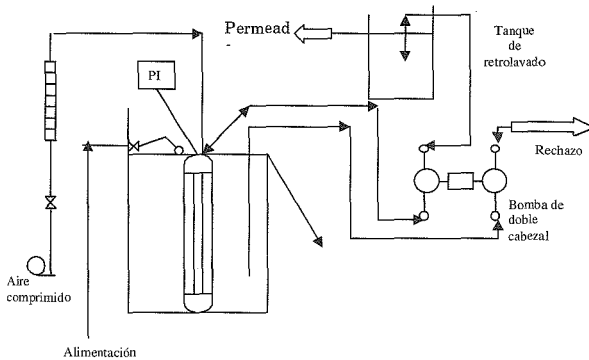 Permead
Tanque
de
retrolavado
PI
Rechazo
Bomba de
doble
cabezal
Aire
comprimido
Alimentación